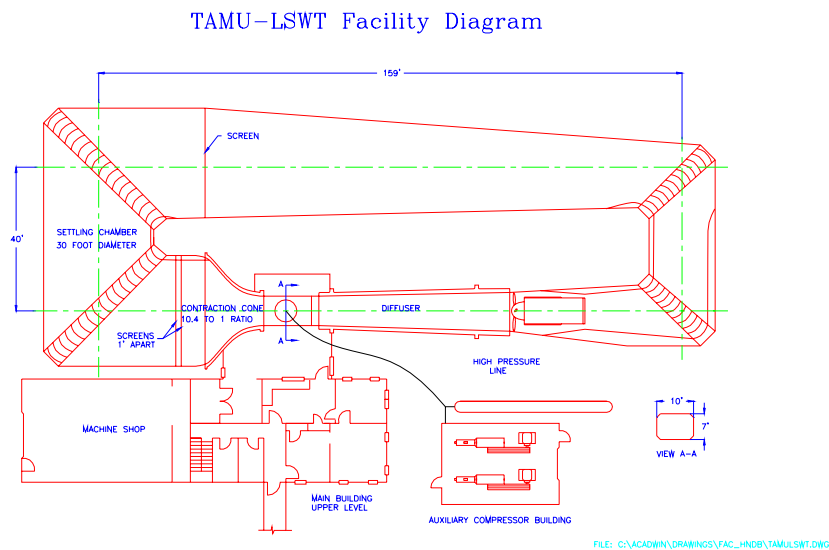 TAMU-LSWT Facility Diagram
159'
SCREEN
SETTLING CHAMBER
30 FOOT DIAMETER
40'
A
CONTRACTION CONE
10.4 TO 1 RATIO
DIFFUSER
SCREENS
1' APART
A
HIGH PRESSURE
LINE
10'
7'
VIEW A-A
MACHINE SHOP
MAIN BUILDING
UPPER LEVEL
AUXILIARY COMPRESSOR BUILDING
FILE: C:\ACADWIN\DRAWINGS\FAC_HNDB\TAMULSWT.DWG